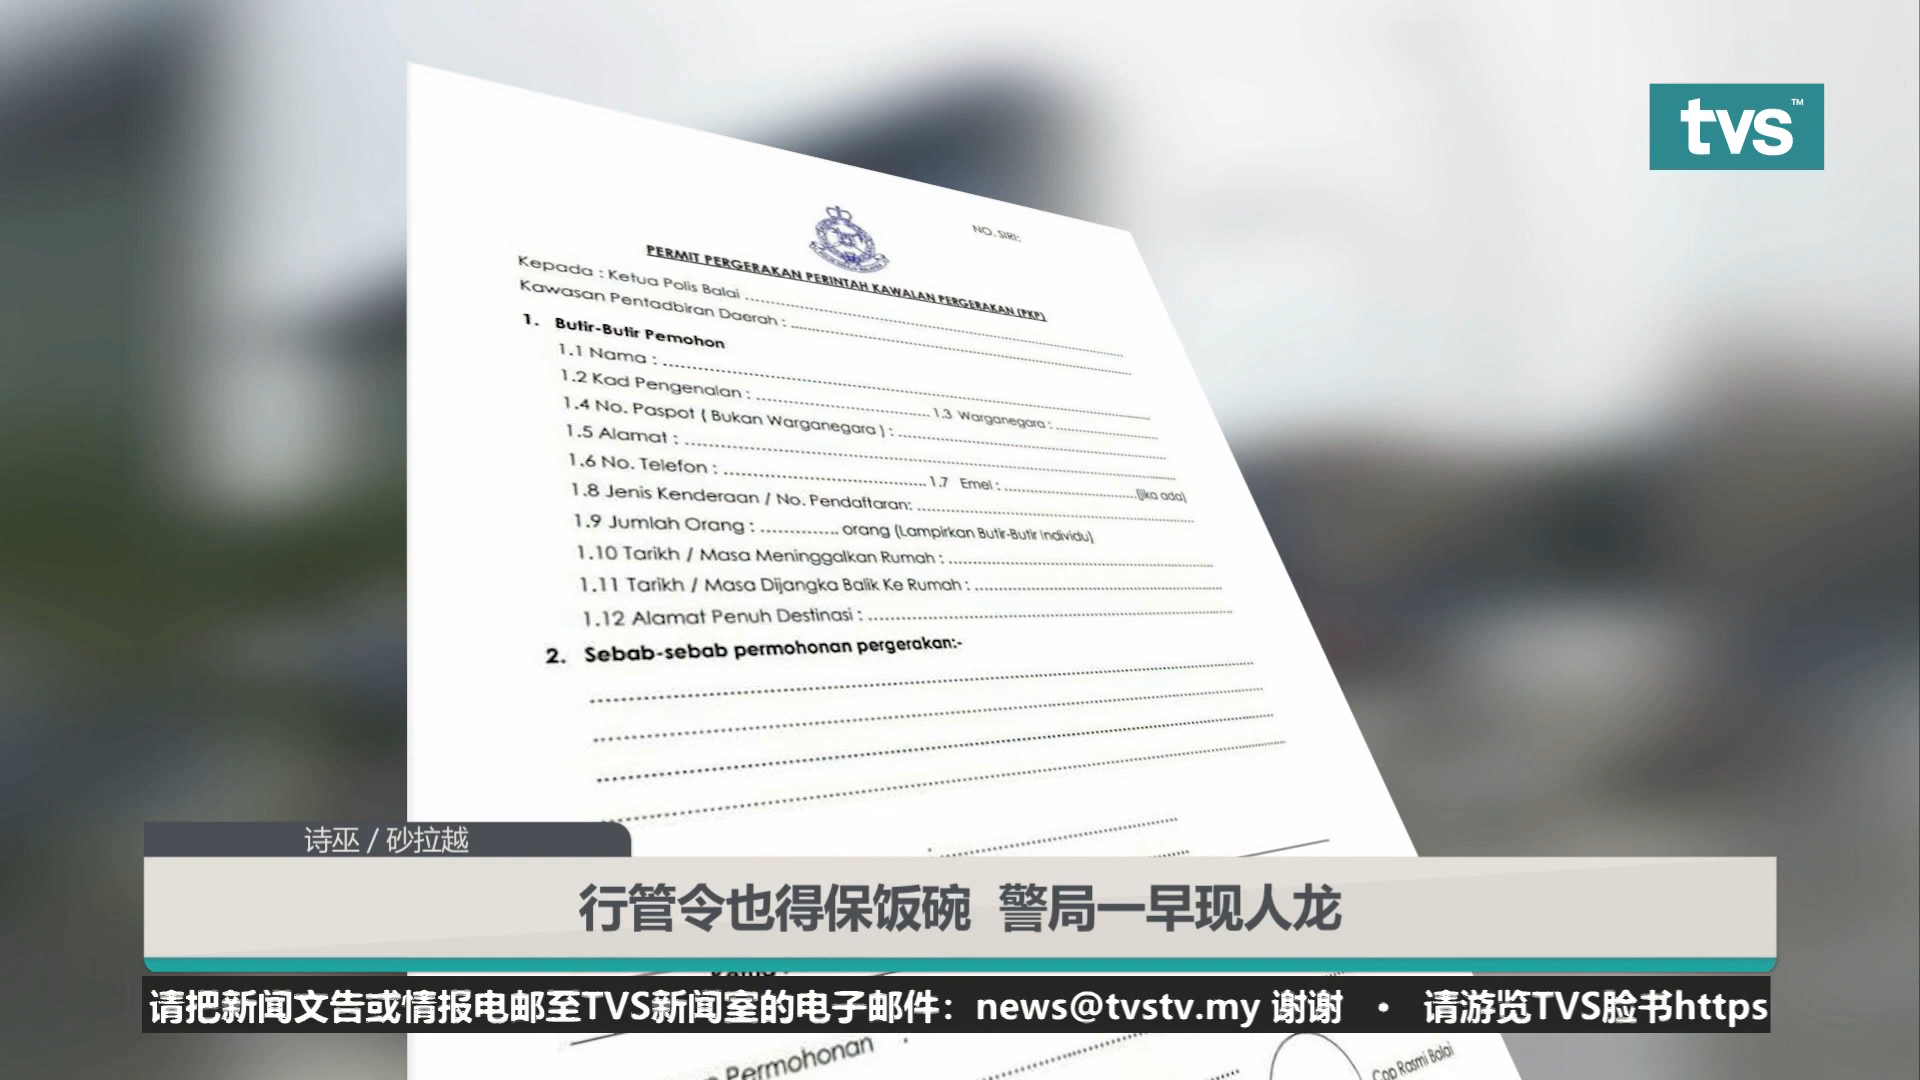 tvs™
NO. SIRI:
PERMIT PERGERAKAN PERINTAH KAWALAN PERGERAKAN (PKP)
Kepada : Ketua Polis Balai
Kawasan Pentadbiran Daerah :
1. Butir-Butir Pemohon
1.1 Nama :
1.2 Kad Pengenalan : 1.3 Warganegara :
1.4 No. Paspot ( Bukan Warganegara ) :
1.5 Alamat :
1.6 No. Telefon : 1.7 Emel : (jika ada)
1.8 Jenis Kenderaan / No. Pendaftaran:
1.9 Jumlah Orang : orang (Lampirkan Butir-Butir Individu)
1.10 Tarikh / Masa Meninggalkan Rumah :
1.11 Tarikh / Masa Dijangka Balik Ke Rumah :
1.12 Alamat Penuh Destinasi :
2. Sebab-sebab permohonan pergerakan:-
诗巫 / 砂拉越
行管令也得保饭碗 警局一早现人龙
请把新闻文告或情报电邮至TVS新闻室的电子邮件：news@tvstv.my 谢谢 • 请游览TVS脸书https
Permohonan
Cop Rasmi Balai